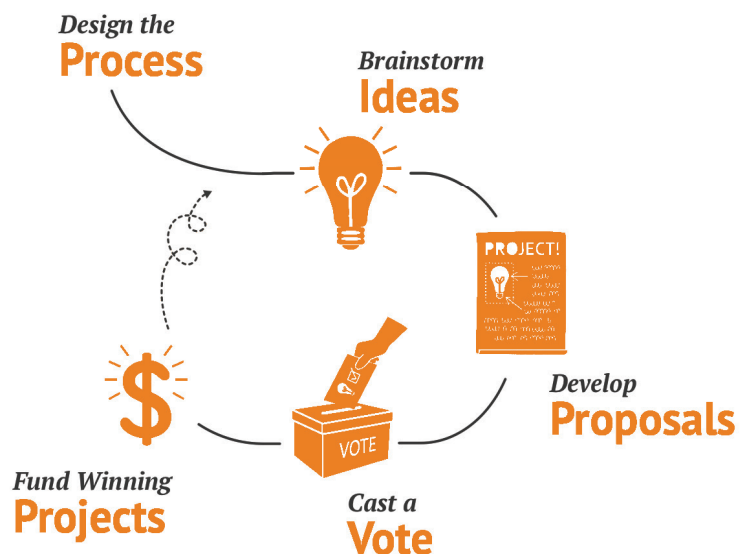 Design the
Process
Brainstorm
Ideas
PROJECT!
Develop
Proposals
VOTE
Cast a
Vote
Fund Winning
Projects
$